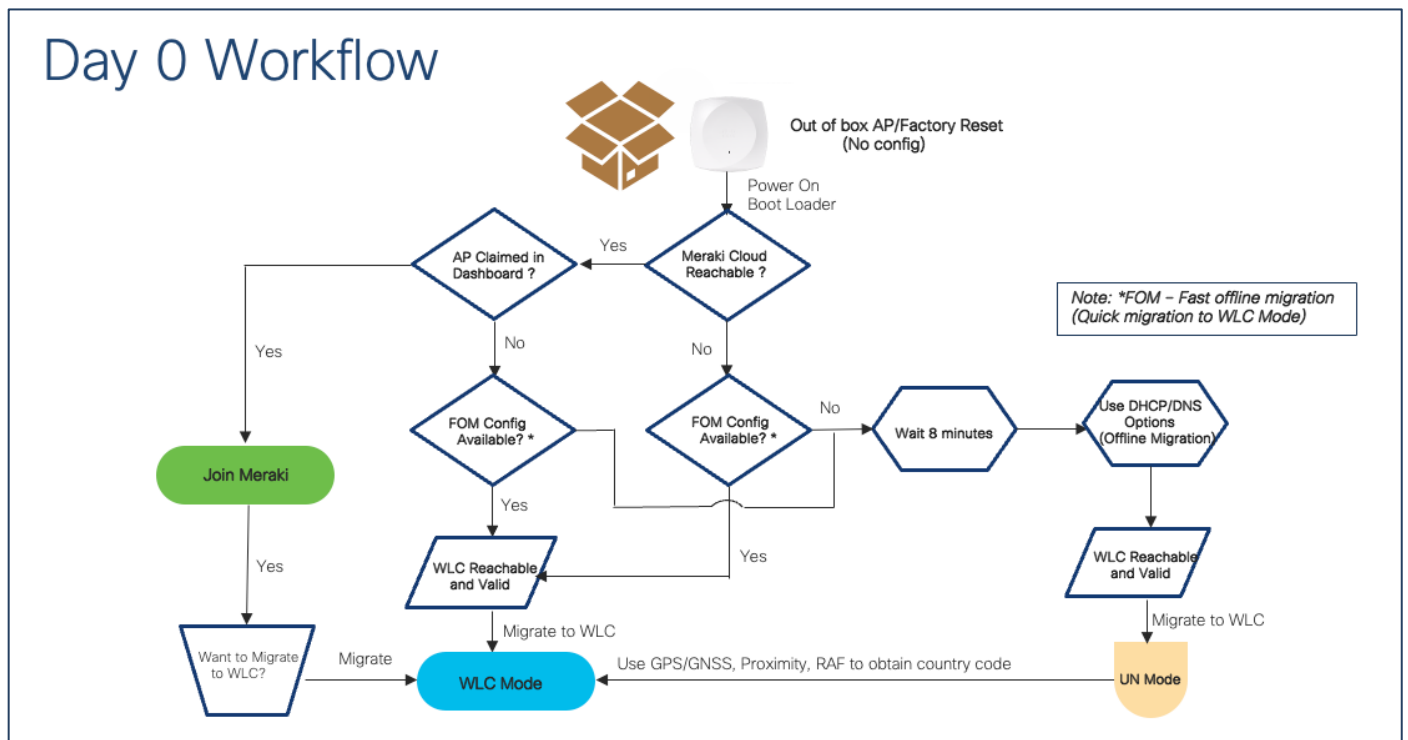 Day 0 Workflow
Out of box AP/Factory Reset
(No config)
Power On
Boot Loader
AP Claimed in
Dashboard ?
Yes
Meraki Cloud
Reachable ?
Note: *FOM – Fast offline migration
(Quick migration to WLC Mode)
Yes
No
No
FOM Config
Available? *
FOM Config
Available? *
No
Wait 8 minutes
Use DHCP/DNS
Options
(Offline Migration)
Join Meraki
Yes
Yes
Yes
WLC Reachable
and Valid
WLC Reachable
and Valid
Migrate to WLC
Migrate to WLC
Want to Migrate
to WLC?
Migrate
WLC Mode
Use GPS/GNSS, Proximity, RAF to obtain country code
UN Mode